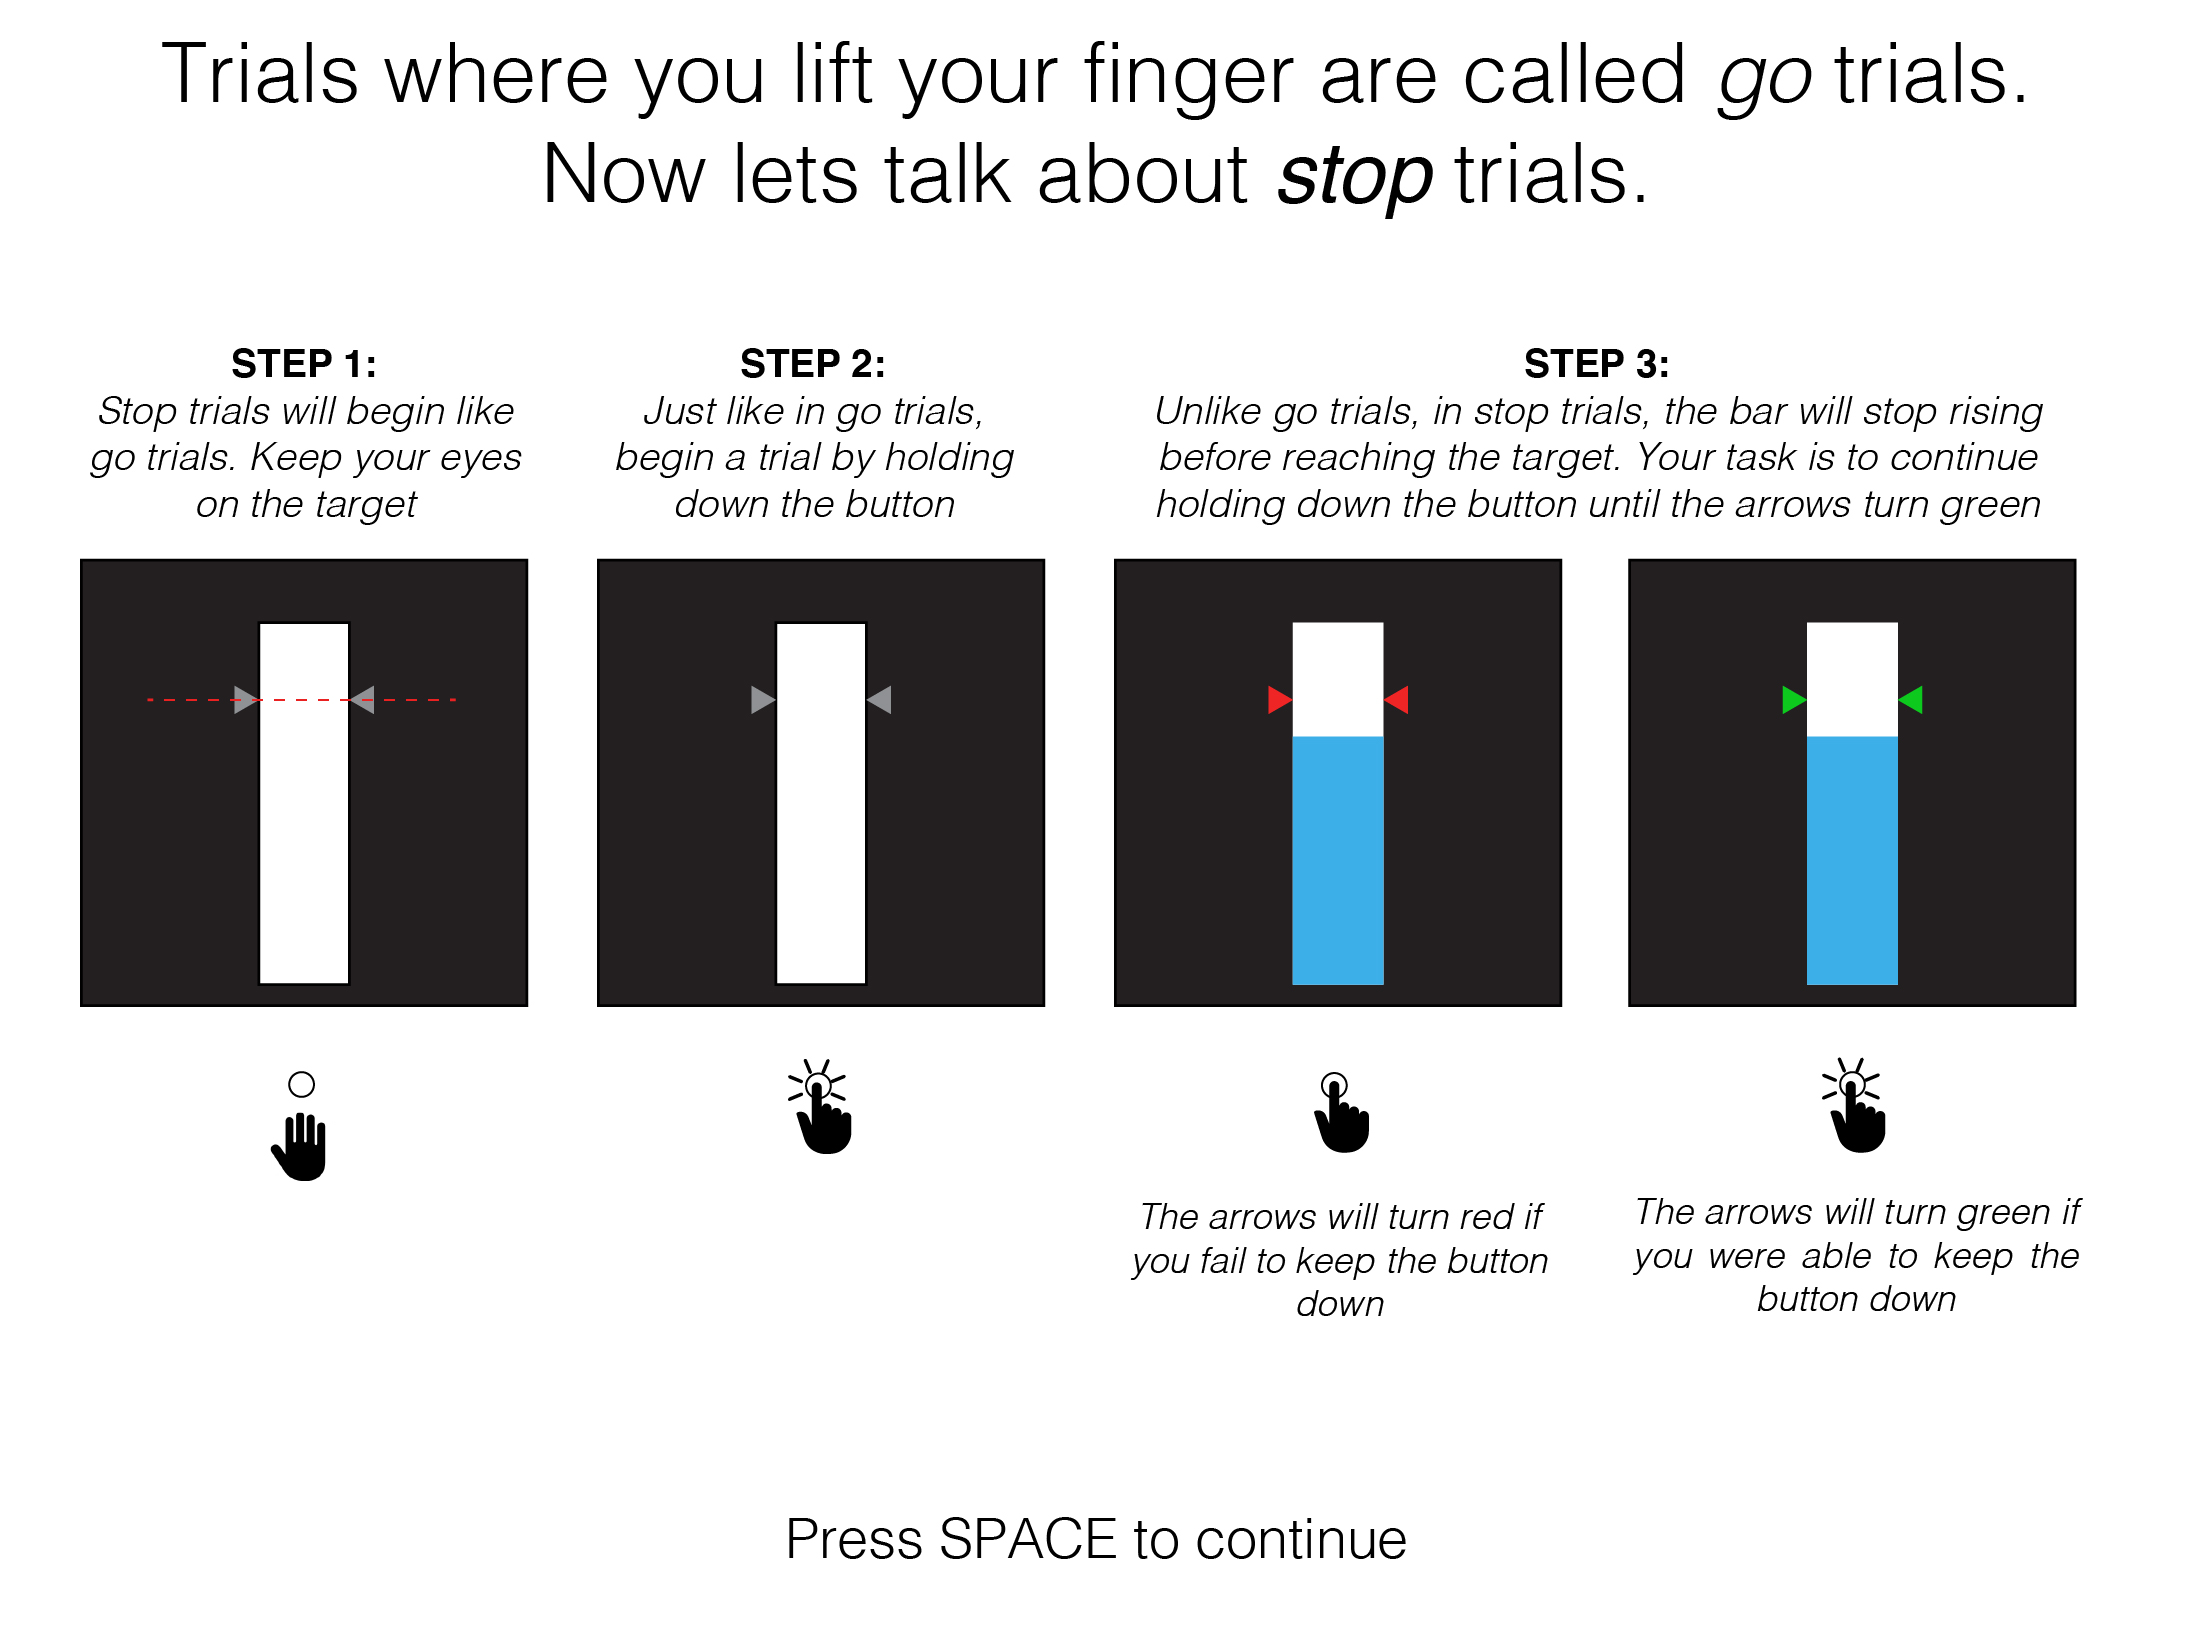 Trials where you lift your finger are called go trials.
Now lets talk about stop trials.
STEP 1:
Stop trials will begin like
go trials. Keep your eyes
on the target
STEP 2:
Just like in go trials,
begin a trial by holding
down the button
STEP 3:
Unlike go trials, in stop trials, the bar will stop rising
before reaching the target. Your task is to continue
holding down the button until the arrows turn green
The arrows will turn red if
you fail to keep the button
down
The arrows will turn green if
you were able to keep the
button down
Press SPACE to continue